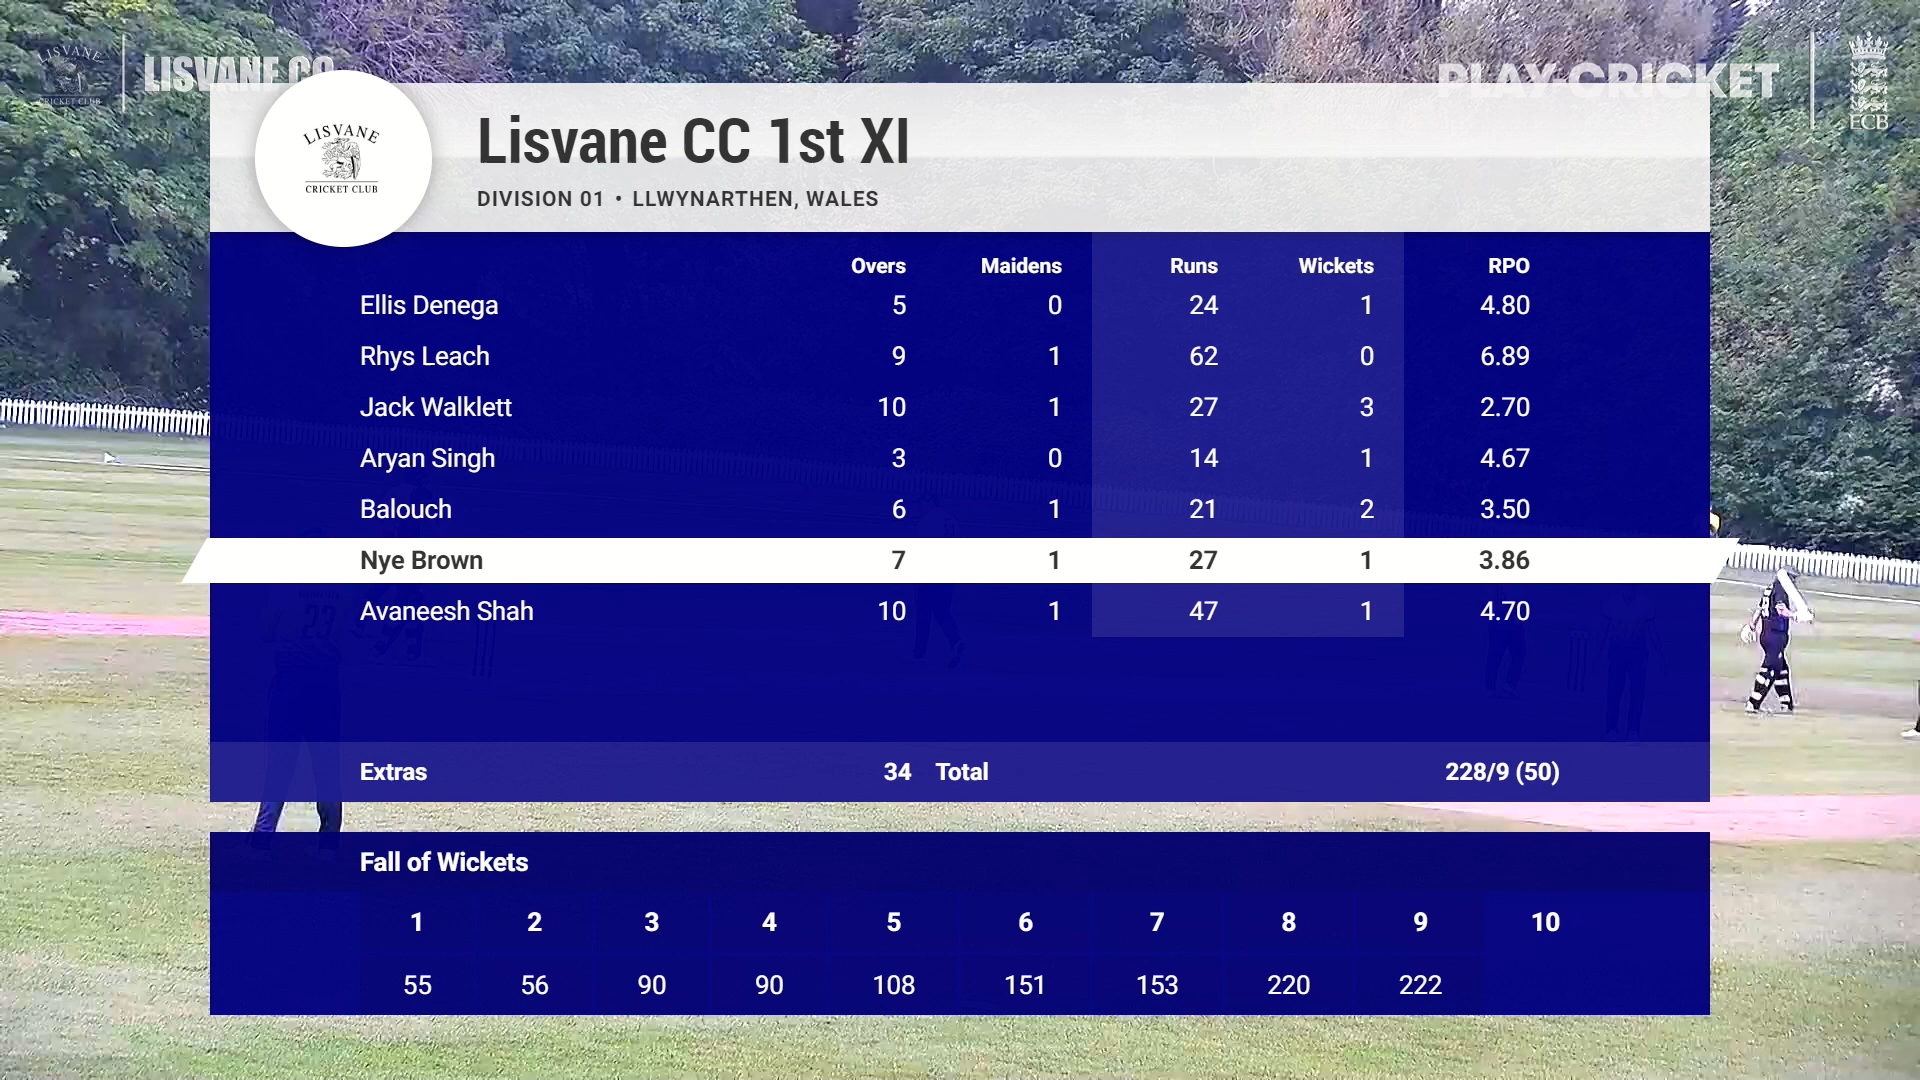 LISVANE
CRICKET CLUB
LISVANE CC
PLAY-CRICKET
ECB
LISVANE
CRICKET CLUB
Lisvane CC 1st XI
DIVISION 01 • LLWYNARTHEN, WALES
Overs Maidens Runs Wickets RPO
Ellis Denega 5 0 24 1 4.80
Rhys Leach 9 1 62 0 6.89
Jack Walklett 10 1 27 3 2.70
Aryan Singh 3 0 14 1 4.67
Balouch 6 1 21 2 3.50
Nye Brown 7 1 27 1 3.86
Avaneesh Shah 10 1 47 1 4.70
23
Extras 34 Total 228/9 (50)
Fall of Wickets
1 2 3 4 5 6 7 8 9 10
55 56 90 90 108 151 153 220 222